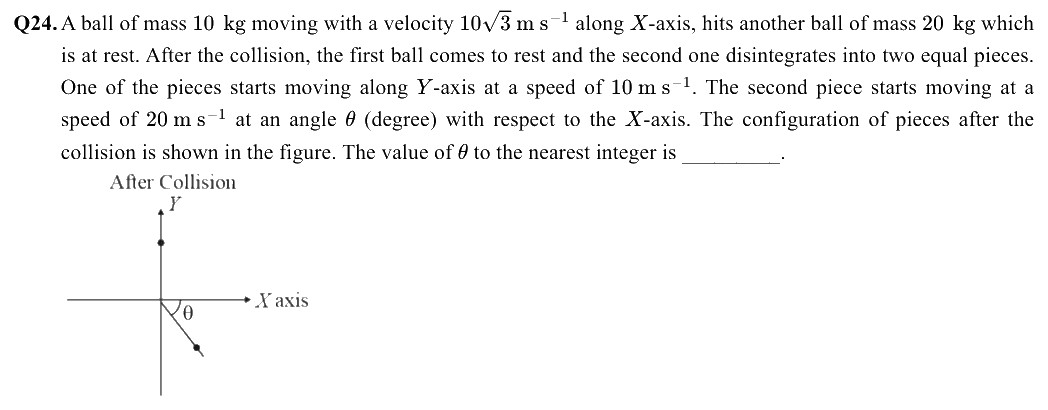 Q24. A ball of mass 10 kg moving with a velocity 10√3 m s⁻¹ along X-axis, hits another ball of mass 20 kg which
is at rest. After the collision, the first ball comes to rest and the second one disintegrates into two equal pieces.
One of the pieces starts moving along Y-axis at a speed of 10 m s⁻¹. The second piece starts moving at a
speed of 20 m s⁻¹ at an angle θ (degree) with respect to the X-axis. The configuration of pieces after the
collision is shown in the figure. The value of θ to the nearest integer is ________.
After Collision
Y
X axis
θ